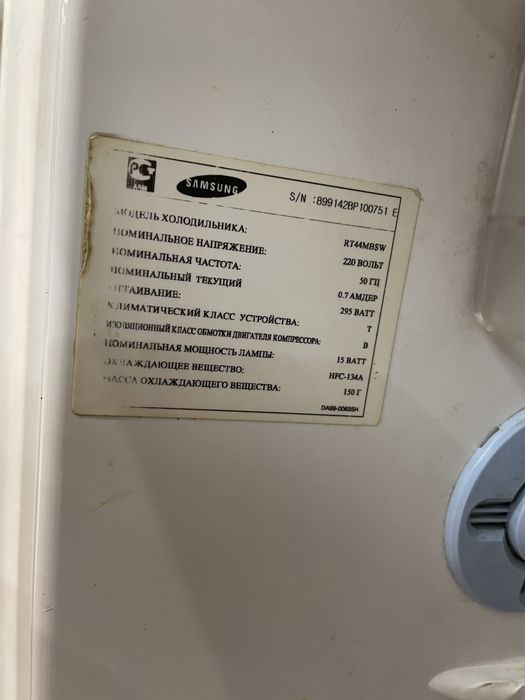 SAMSUNG
S/N :899142BP100751 E
МОДЕЛЬ ХОЛОДИЛЬНИКА: RT44MBSW
НОМИНАЛЬНОЕ НАПРЯЖЕНИЕ: 220 ВОЛЬТ
НОМИНАЛЬНАЯ ЧАСТОТА: 50 ГЦ
НОМИНАЛЬНЫЙ ТЕКУЩИЙ 0.7 АМДЕР
ОТТАИВАНИЕ: 295 ВАТТ
КЛИМАТИЧЕСКИЙ КЛАСС УСТРОЙСТВА: T
ИЗОЛЯЦИОННЫЙ КЛАСС ОБМОТКИ ДВИГАТЕЛЯ КОМПРЕССОРА: B
НОМИНАЛЬНАЯ МОЩНОСТЬ ЛАМПЫ: 15 ВАТТ
ОХЛАЖДАЮЩЕЕ ВЕЩЕСТВО: HFC-134A
МАССА ОХЛАЖДАЮЩЕГО ВЕЩЕСТВА: 150 Г
DA99-00635H